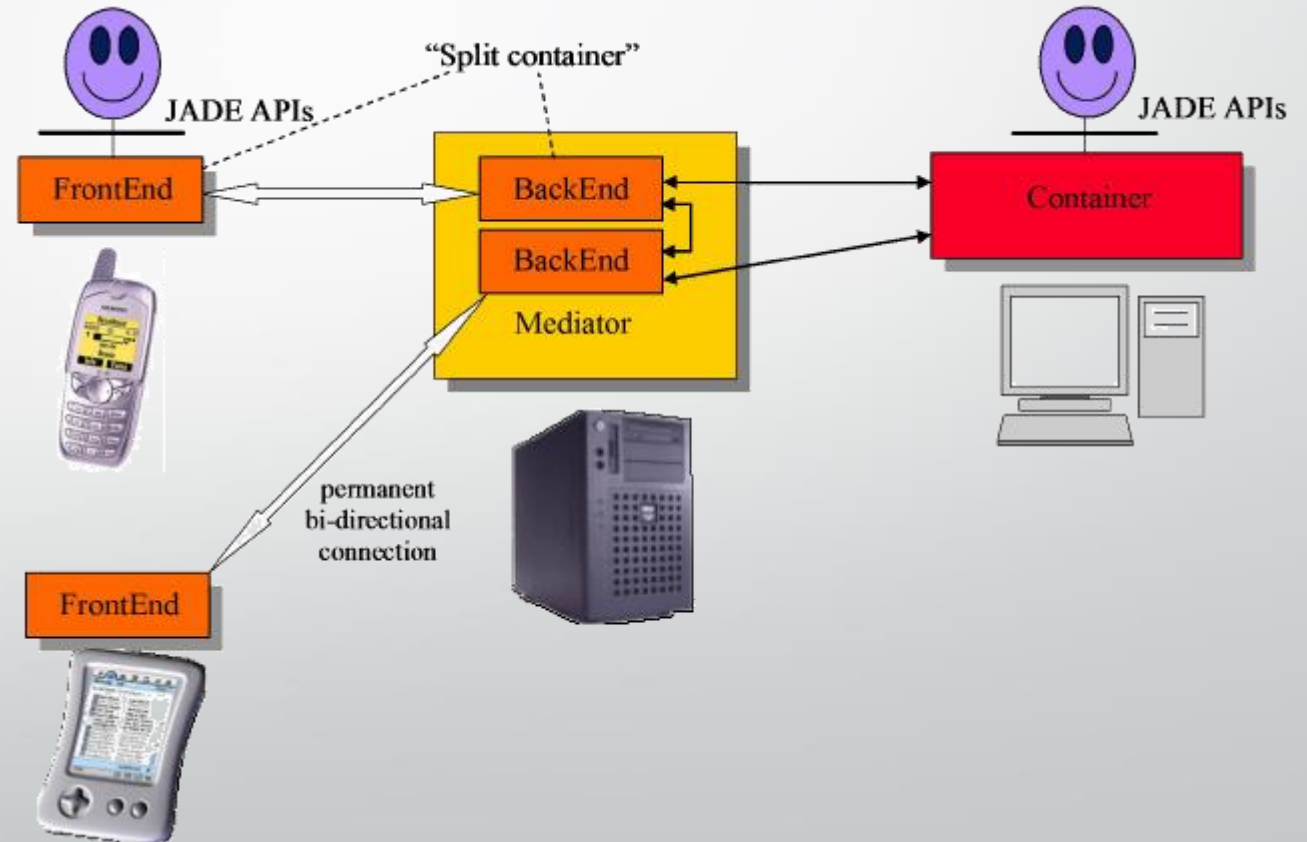 “Split container”
JADE APIs
JADE APIs
FrontEnd
BackEnd
Container
BackEnd
Mediator
permanent
bi-directional
connection
FrontEnd